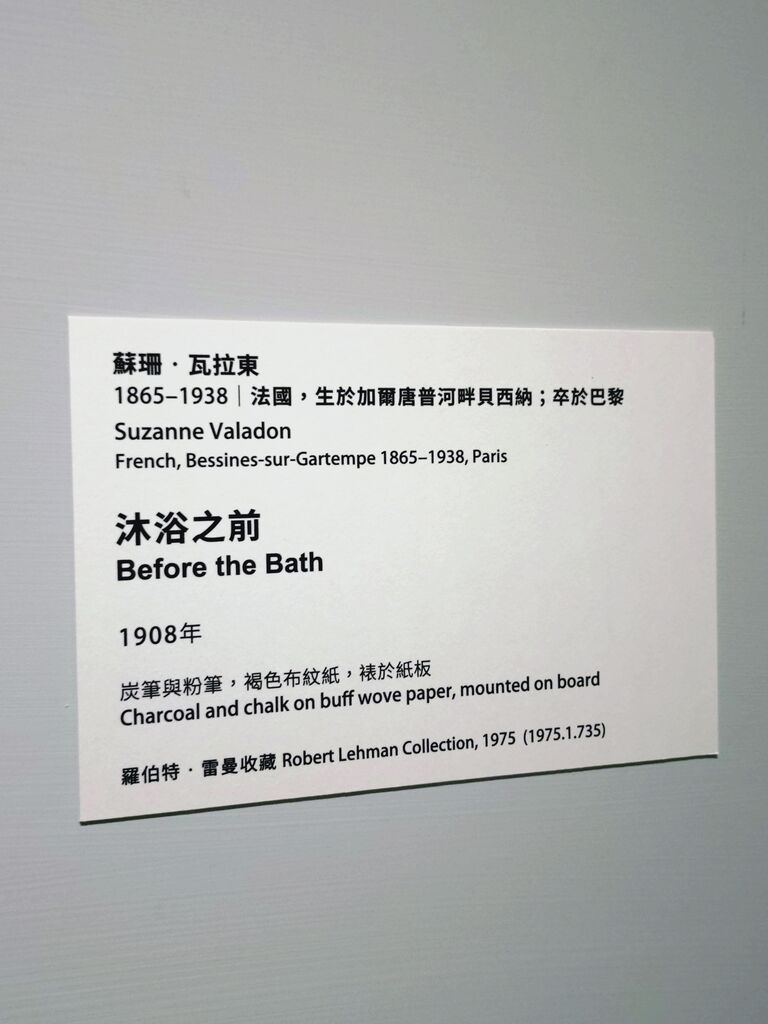 蘇珊·瓦拉東
1865–1938｜法國，生於加爾唐普河畔貝西納；卒於巴黎
Suzanne Valadon
French, Bessines-sur-Gartempe 1865–1938, Paris
沐浴之前
Before the Bath
1908年
炭筆與粉筆，褐色布紋紙，裱於紙板
Charcoal and chalk on buff wove paper, mounted on board
羅伯特·雷曼收藏 Robert Lehman Collection, 1975 (1975.1.735)